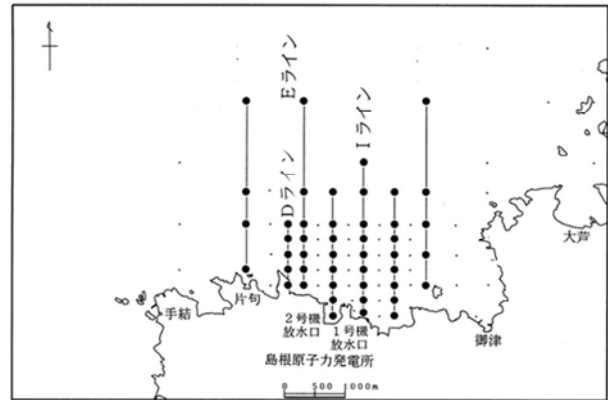 Eライン
Iライン
Dライン
大芦
片句
手結
2号機
放水口
1号機
放水口
御津
島根原子力発電所
0 500 1000m